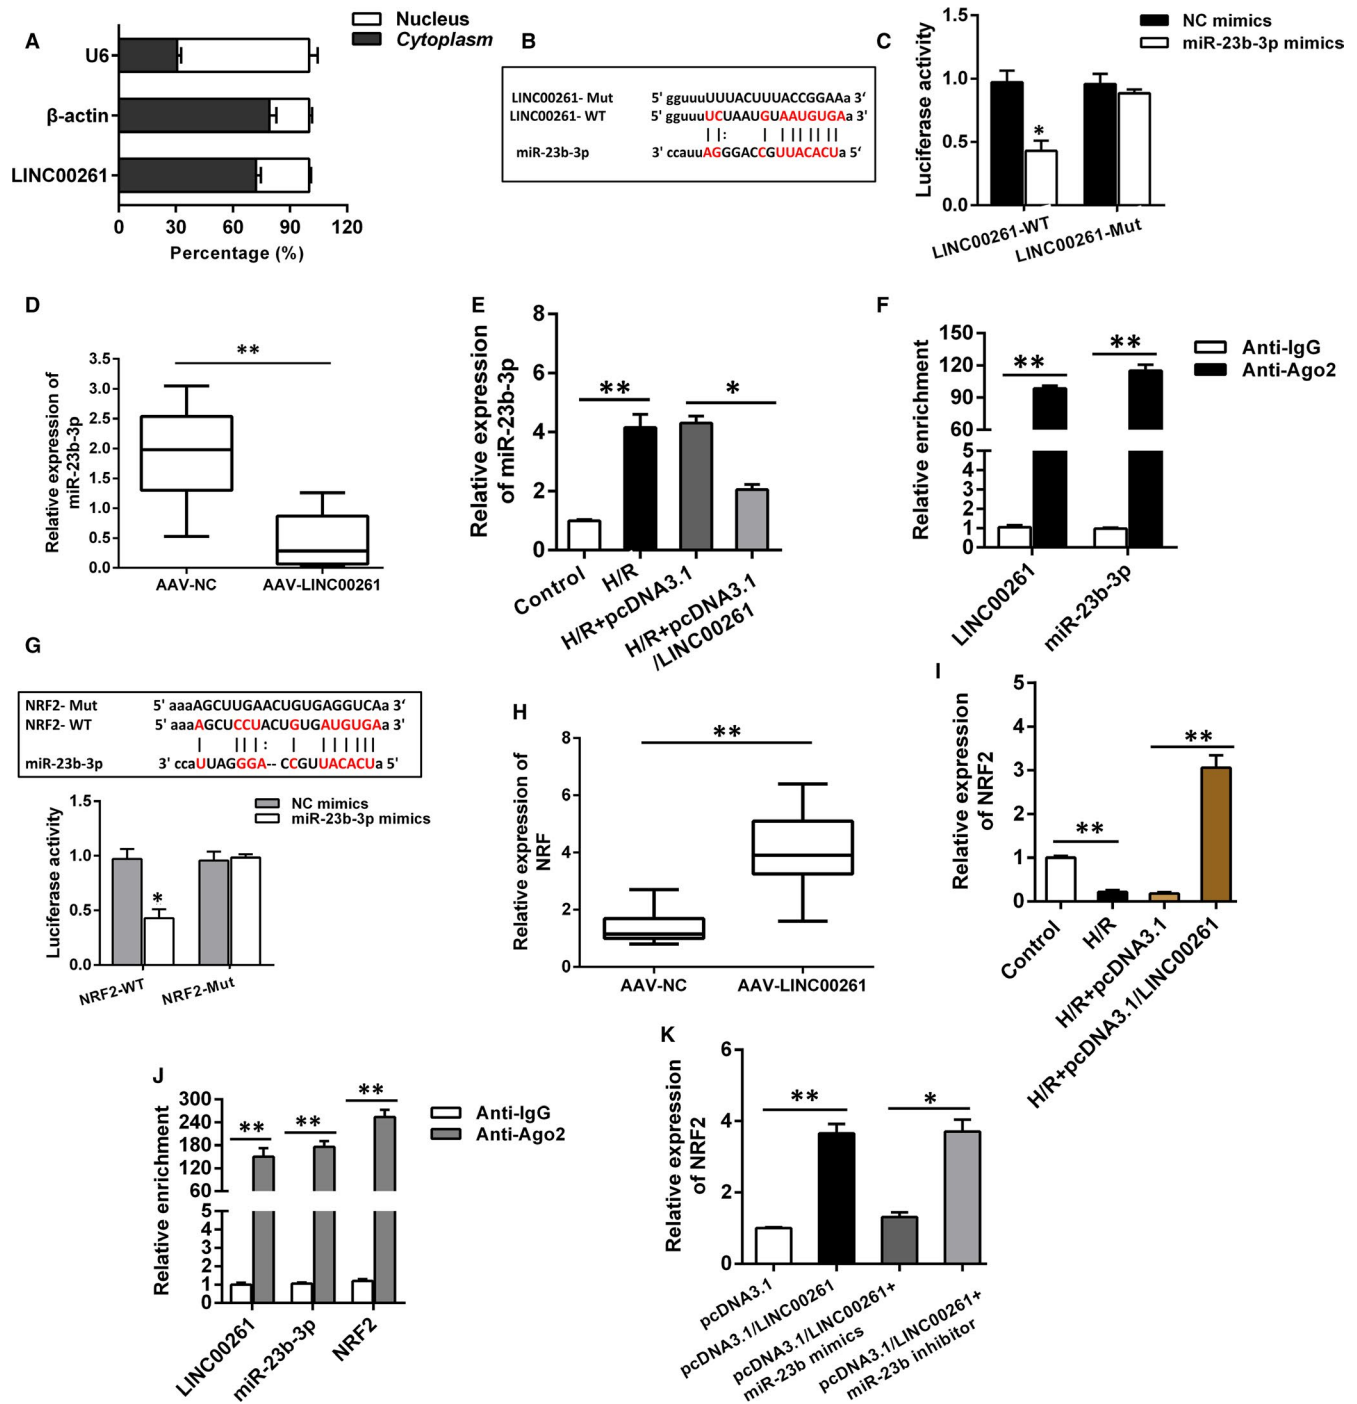 A
Nucleus
Cytoplasm
U6
β-actin
LINC00261
0 30 60 90 120
Percentage (%)
B
LINC00261- Mut 5' gguuuUUUACUUUACCGGAAa 3‘
LINC00261- WT 5' gguuuUCUAAUGUAAUGUGAa 3'
| | : | | | | | | |
miR-23b-3p 3' ccauuAGGGACCGUUACACUa 5‘
C
NC mimics
miR-23b-3p mimics
Luciferase activity
1.5
1.0
0.5
0.0
*
LINC00261-WT LINC00261-Mut
D
Relative expression of
miR-23b-3p
3.5
3.0
2.5
2.0
1.5
1.0
0.5
0.0
**
AAV-NC AAV-LINC00261
E
Relative expression
of miR-23b-3p
8
6
4
2
0
** *
Control
H/R
H/R+pcDNA3.1
H/R+pcDNA3.1
/LINC00261
F
Anti-IgG
Anti-Ago2
Relative enrichment
150
120
90
60
5
4
3
2
1
0
** **
LINC00261
miR-23b-3p
G
NRF2- Mut 5' aaaAGCUUGAACUGUGAGGUCAa 3‘
NRF2- WT 5' aaaAGCUCCUACUGUGAUGUGAa 3'
| | | | : | | | | | | |
miR-23b-3p 3' ccaUUAGGGA-- CCGUUACACUa 5'
NC mimics
miR-23b-3p mimics
Luciferase activity
1.5
1.0
0.5
0.0
*
NRF2-WT NRF2-Mut
H
Relative expression of
NRF
8
6
4
2
0
**
AAV-NC AAV-LINC00261
I
Relative expression
of NRF2
5
4
3
2
1
0
** **
Control
H/R
H/R+pcDNA3.1
H/R+pcDNA3.1/LINC00261
J
Anti-IgG
Anti-Ago2
Relative enrichment
300
240
180
120
60
5
4
3
2
1
0
** ** **
LINC00261
miR-23b-3p
NRF2
K
Relative expression
of NRF2
6
4
2
0
** *
pcDNA3.1
pcDNA3.1/LINC00261
pcDNA3.1/LINC00261+
miR-23b mimics
pcDNA3.1/LINC00261+
miR-23b inhibitor